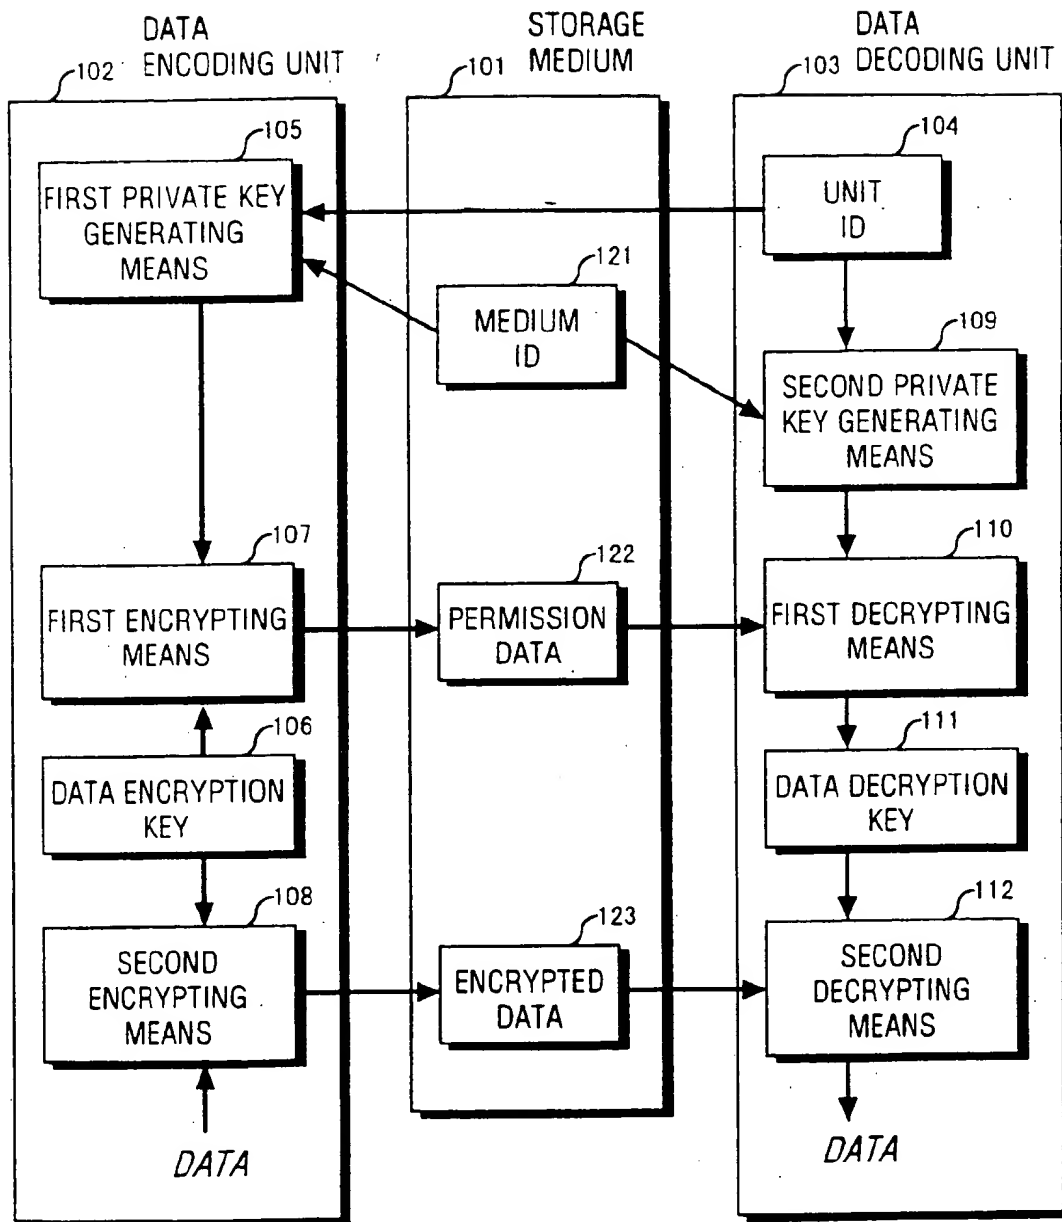 DATA
ENCODING UNIT
102
STORAGE
MEDIUM
101
DATA
DECODING UNIT
103
105
FIRST PRIVATE KEY
GENERATING
MEANS
104
UNIT
ID
121
MEDIUM
ID
109
SECOND PRIVATE
KEY GENERATING
MEANS
107
FIRST ENCRYPTING
MEANS
122
PERMISSION
DATA
110
FIRST DECRYPTING
MEANS
106
DATA ENCRYPTION
KEY
111
DATA DECRYPTION
KEY
108
SECOND
ENCRYPTING
MEANS
123
ENCRYPTED
DATA
112
SECOND
DECRYPTING
MEANS
DATA
DATA